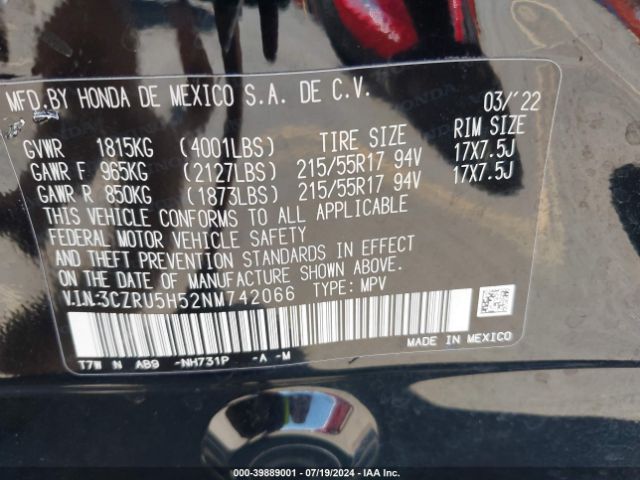 MFD.BY HONDA DE MEXICO S.A. DE C.V. 03/'22
GVWR 1815KG (4001LBS) TIRE SIZE RIM SIZE
GAWR F 965KG (2127LBS) 215/55R17 94V 17X7.5J
GAWR R 850KG (1873LBS) 215/55R17 94V 17X7.5J
THIS VEHICLE CONFORMS TO ALL APPLICABLE
FEDERAL MOTOR VEHICLE SAFETY
AND THEFT PREVENTION STANDARDS IN EFFECT
ON THE DATE OF MANUFACTURE SHOWN ABOVE.
V.I.N:3CZRU5H52NM742066 TYPE: MPV
T7W N AB9 -NH731P -A -M
MADE IN MEXICO
000-39889001 / 07/19/2024 / IAA, Inc.